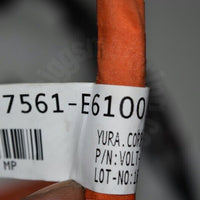 7561-E6100
MP
YURA.CORP
P/N:VOLT
LOT-NO: